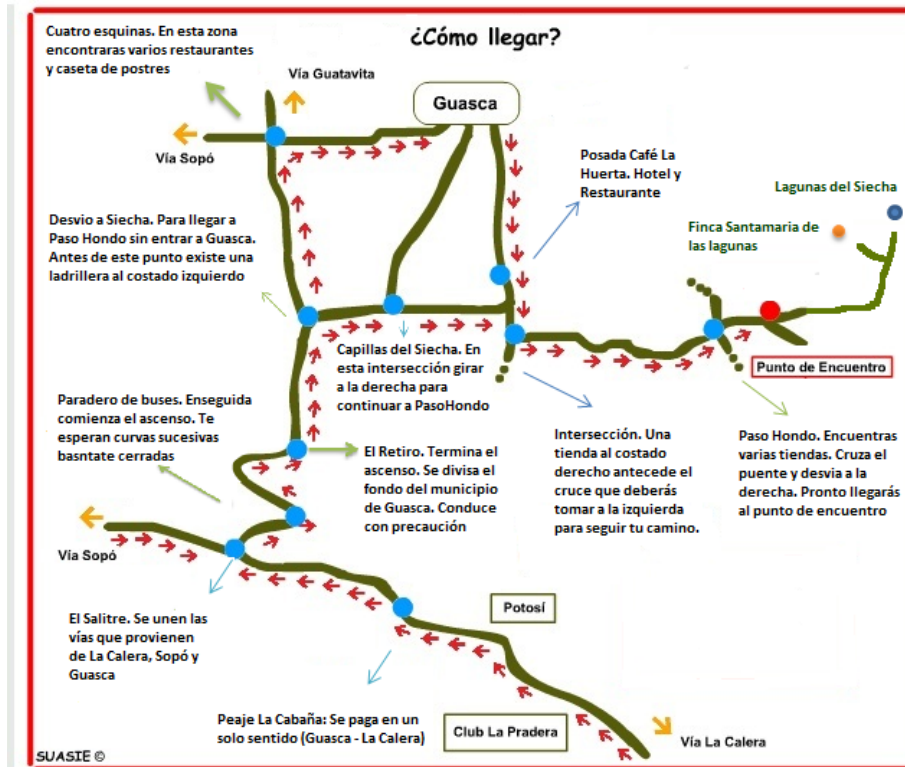 ¿Cómo llegar?
Cuatro esquinas. En esta zona
encontraras varios restaurantes
y caseta de postres
Vía Guatavita
Guasca
Vía Sopó
Posada Café La
Huerta. Hotel y
Restaurante
Lagunas del Siecha
Finca Santamaria de
las lagunas
Desvio a Siecha. Para llegar a
Paso Hondo sin entrar a Guasca.
Antes de este punto existe una
ladrillera al costado izquierdo
Capillas del Siecha. En
esta intersección girar
a la derecha para
continuar a PasoHondo
Punto de Encuentro
Paradero de buses. Enseguida
comienza el ascenso. Te
esperan curvas sucesivas
basntate cerradas
El Retiro. Termina el
ascenso. Se divisa el
fondo del municipio
de Guasca. Conduce
con precaución
Intersección. Una
tienda al costado
derecho antecede el
cruce que deberás
tomar a la izquierda
para seguir tu camino.
Paso Hondo. Encuentras
varias tiendas. Cruza el
puente y desvia a la
derecha. Pronto llegarás
al punto de encuentro
Vía Sopó
El Salitre. Se unen las
vías que provienen
de La Calera, Sopó y
Guasca
Potosí
Peaje La Cabaña: Se paga en un
solo sentido (Guasca - La Calera)
Club La Pradera
Vía La Calera
SUASIE ©